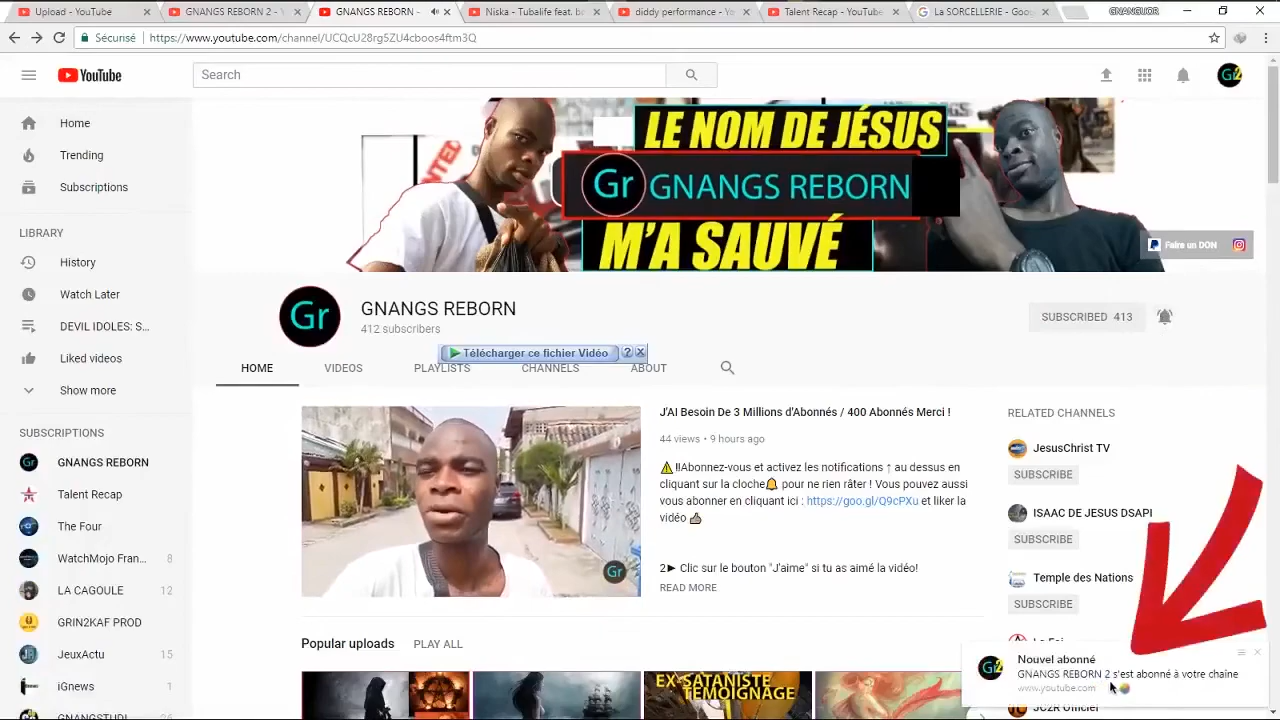 Upload - YouTube
GNANGS REBORN 2 - Y
GNANGS REBORN -
Niska - Tubalife feat. b
diddy performance - Yo
Talent Recap - YouTube
La SORCELLERIE - Goog
GNANGUOR
Sécurisé
https://www.youtube.com/channel/UCQcU28rgSZU4cboos4ftm3Q
YouTube
Search
Gr2
Home
Trending
Subscriptions
LIBRARY
History
Watch Later
DEVIL IDOLES: S...
Liked videos
Show more
SUBSCRIPTIONS
GNANGS REBORN
Talent Recap
The Four
WatchMojo Fran... 8
LA CAGOULE 12
GRIN2KAF PROD
JeuxActu 15
iGnews 1
LE NOM DE JÉSUS
Gr GNANGS REBORN
M'A SAUVÉ
Faire un DON
Gr
GNANGS REBORN
412 subscribers
SUBSCRIBED 413
Télécharger ce fichier Vidéo ? X
HOME VIDEOS PLAYLISTS CHANNELS ABOUT
Gr
J'AI Besoin De 3 Millions d'Abonnés / 400 Abonnés Merci !
44 views • 9 hours ago
⚠‼Abonnez-vous et activez les notifications ↑ au dessus en
cliquant sur la cloche🔔 pour ne rien râter ! Vous pouvez aussi
vous abonner en cliquant ici : https://goo.gl/Q9cPXu et liker la
vidéo 👍
2► Clic sur le bouton "J'aime" si tu as aimé la vidéo!
READ MORE
Popular uploads PLAY ALL
EX SATANISTE
TÉMOIGNAGE
RELATED CHANNELS
JesusChrist TV
SUBSCRIBE
ISAAC DE JESUS DSAPI
SUBSCRIBE
Temple des Nations
SUBSCRIBE
Gr2
Nouvel abonné
GNANGS REBORN 2 s'est abonné à votre chaîne
www.youtube.com